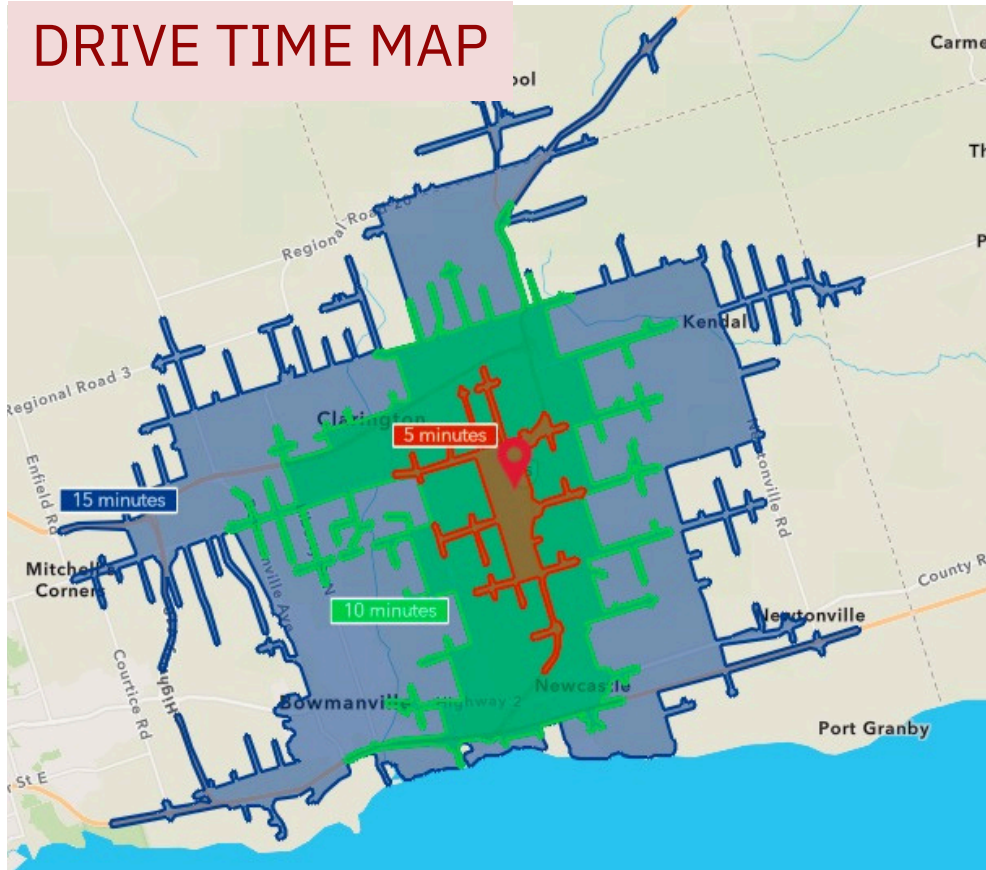 DRIVE TIME MAP
ool
Carme
Th
P
Regional Road 20
Kendal
Regional Road 3
Clarington
5 minutes
Enfield Rd
15 minutes
Newtonville Rd
Mitchell's
Corners
10 minutes
County R
Newtonville
Courtice Rd
Newcastle
Bowmanville
Highway 2
Port Granby
r St E